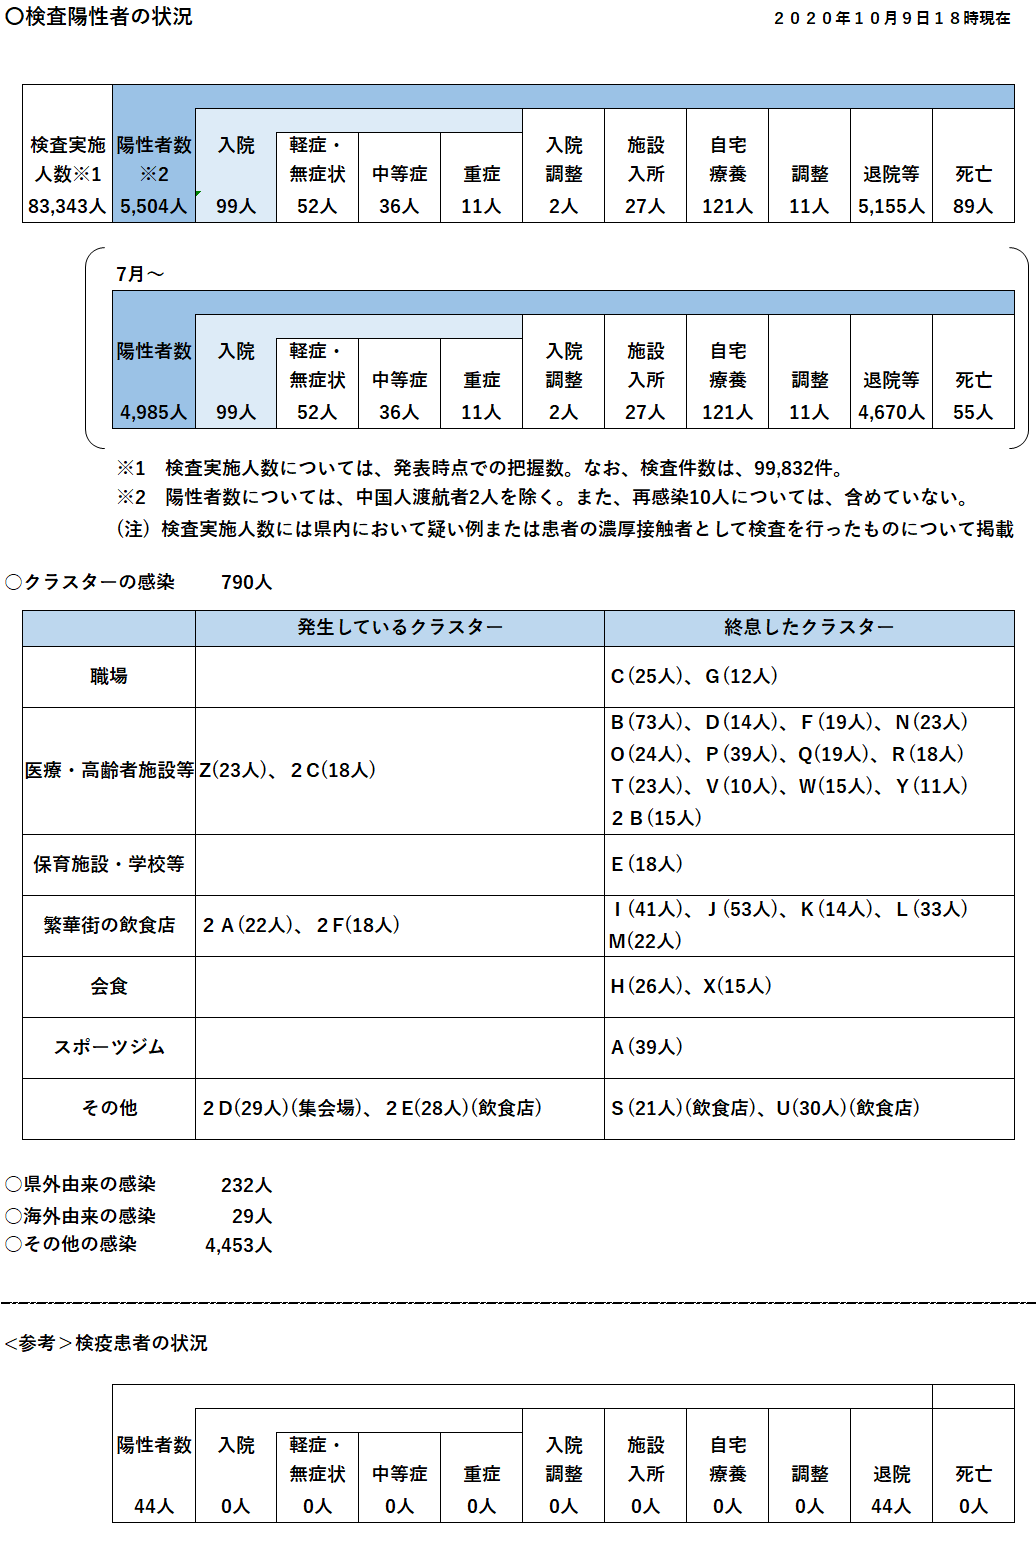 〇検査陽性者の状況
２０２０年１０月９日１８時現在
検査実施 陽性者数 入院 軽症・ 入院 施設 自宅
人数※1 ※2 無症状 中等症 重症 調整 入所 療養 調整 退院等 死亡
83,343人 5,504人 99人 52人 36人 11人 2人 27人 121人 11人 5,155人 89人
7月～
陽性者数 入院 軽症・ 入院 施設 自宅
無症状 中等症 重症 調整 入所 療養 調整 退院等 死亡
4,985人 99人 52人 36人 11人 2人 27人 121人 11人 4,670人 55人
※1　検査実施人数については、発表時点での把握数。なお、検査件数は、99,832件。
※2　陽性者数については、中国人渡航者2人を除く。また、再感染10人については、含めていない。
（注）検査実施人数には県内において疑い例または患者の濃厚接触者として検査を行ったものについて掲載
○クラスターの感染　790人
発生しているクラスター 終息したクラスター
職場 Ｃ(25人)、Ｇ(12人)
Ｂ(73人)、Ｄ(14人)、Ｆ(19人)、Ｎ(23人)
Ｏ(24人)、Ｐ(39人)、Q(19人)、Ｒ(18人)
医療・高齢者施設等 Z(23人)、２C(18人)
Ｔ(23人)、Ｖ(10人)、W(15人)、Ｙ(11人)
２Ｂ(15人)
保育施設・学校等 Ｅ(18人)
Ｉ(41人)、Ｊ(53人)、Ｋ(14人)、Ｌ(33人)
繁華街の飲食店 ２Ａ(22人)、２F(18人)
M(22人)
会食 Ｈ(26人)、X(15人)
スポーツジム Ａ(39人)
その他 ２D(29人)(集会場)、２E(28人)(飲食店) Ｓ(21人)(飲食店)、U(30人)(飲食店)
○県外由来の感染　232人
○海外由来の感染　29人
○その他の感染　4,453人
＜参考＞検疫患者の状況
陽性者数 入院 軽症・ 入院 施設 自宅
無症状 中等症 重症 調整 入所 療養 調整 退院 死亡
44人 0人 0人 0人 0人 0人 0人 0人 0人 44人 0人